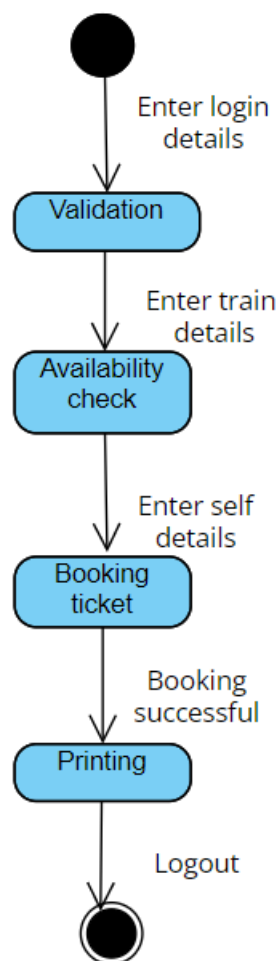 Enter login
details
Validation
Enter train
details
Availability
check
Enter self
details
Booking
ticket
Booking
successful
Printing
Logout